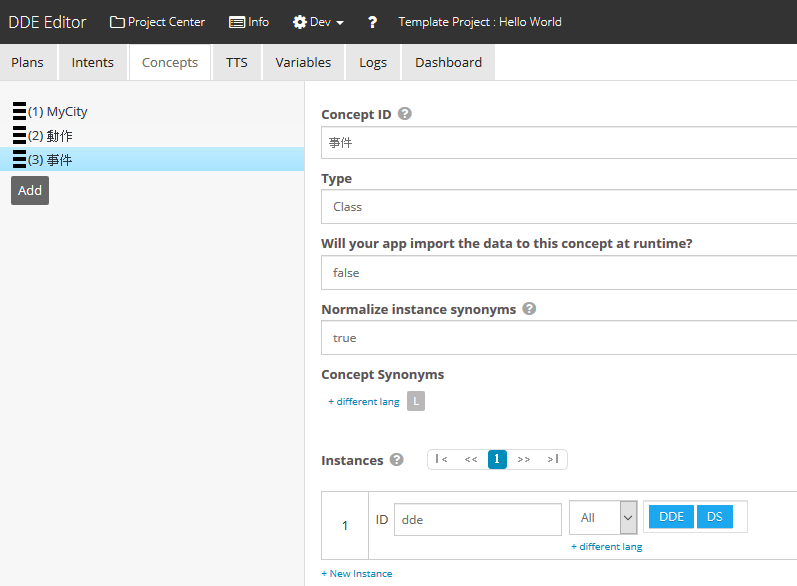 DDE Editor Project Center Info Dev ? Template Project : Hello World
Plans Intents Concepts TTS Variables Logs Dashboard
(1) MyCity
(2) 動作
(3) 事件
Add
Concept ID ?
事件
Type
Class
Will your app import the data to this concept at runtime?
false
Normalize instance synonyms ?
true
Concept Synonyms
+ different lang L
Instances ? |< << 1 >> >|
1 ID dde All DDE DS
+ different lang
+ New Instance